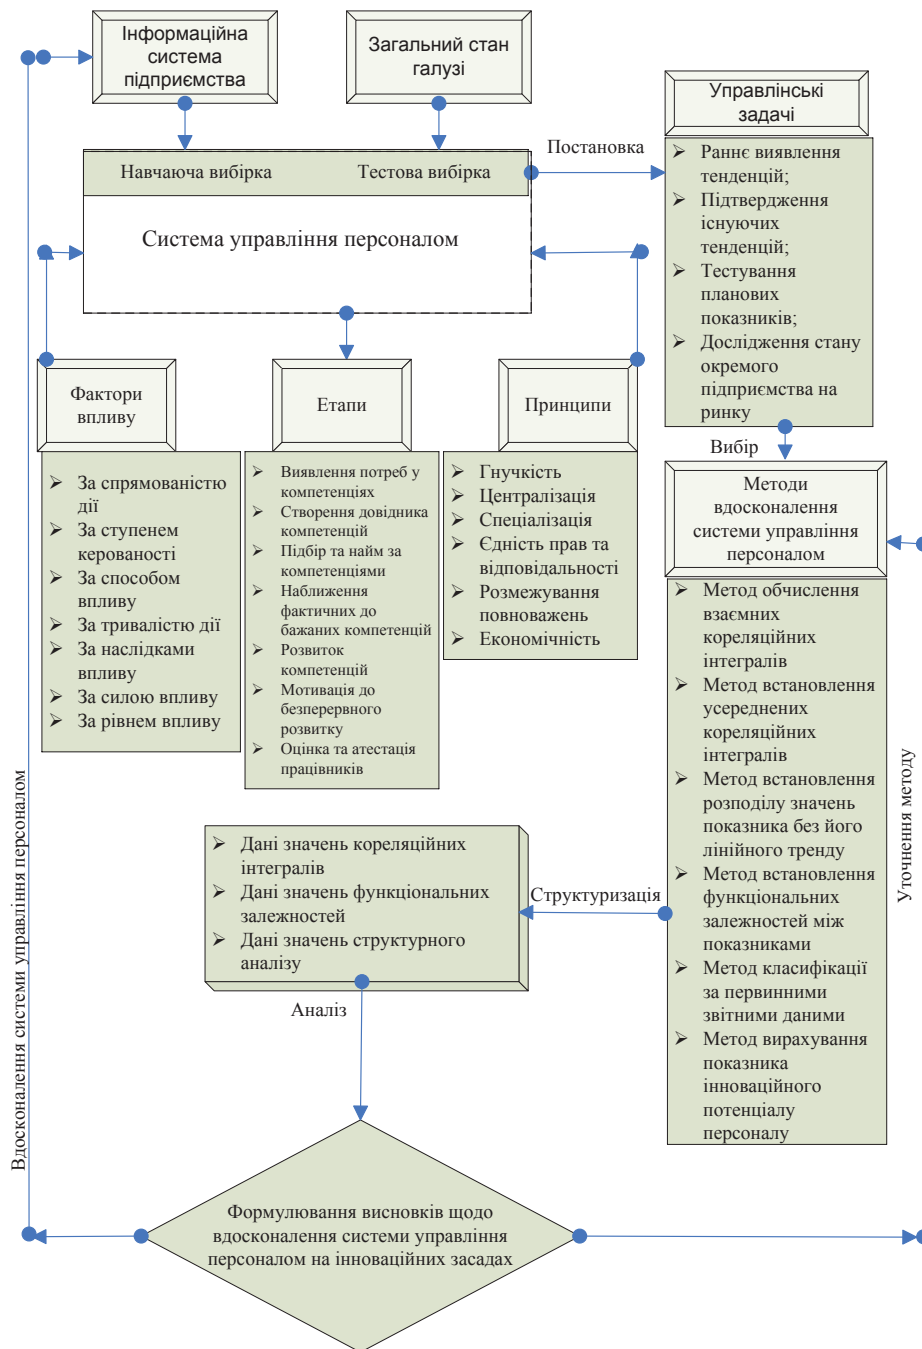 Інформаційна
система
підприємства
Загальний стан
галузі
Управлінські
задачі
Навчаюча вибірка
Тестова вибірка
Система управління персоналом
Постановка
➢ Раннє виявлення
тенденцій;
➢ Підтвердження
існуючих
тенденцій;
➢ Тестування
планових
показників;
➢ Дослідження стану
окремого
підприємства на
ринку
Фактори
впливу
Етапи
Принципи
➢ За спрямованістю
дії
➢ За ступенем
керованості
➢ За способом
впливу
➢ За тривалістю дії
➢ За наслідками
впливу
➢ За силою впливу
➢ За рівнем впливу
➢ Виявлення потреб у
компетенціях
➢ Створення довідника
компетенцій
➢ Підбір та найм за
компетенціями
➢ Наближення
фактичних до
бажаних компетенцій
➢ Розвиток
компетенцій
➢ Мотивація до
безперервного
розвитку
➢ Оцінка та атестація
працівників
➢ Гнучкість
➢ Централізація
➢ Спеціалізація
➢ Єдність прав та
відповідальності
➢ Розмежування
повноважень
➢ Економічність
Вибір
Методи
вдосконалення
системи управління
персоналом
➢ Метод обчислення
взаємних
кореляційних
інтегралів
➢ Метод встановлення
усереднених
кореляційних
інтегралів
➢ Метод встановлення
розподілу значень
показника без його
лінійного тренду
➢ Метод встановлення
функціональних
залежностей між
показниками
➢ Метод класифікації
за первинними
звітними даними
➢ Метод вирахування
показника
інноваційного
потенціалу
персоналу
Уточнення методу
Структуризація
➢ Дані значень кореляційних
інтегралів
➢ Дані значень функціональних
залежностей
➢ Дані значень структурного
аналізу
Аналіз
Формулювання висновків щодо
вдосконалення системи управління
персоналом на інноваційних засадах
Вдосконалення системи управління персоналом